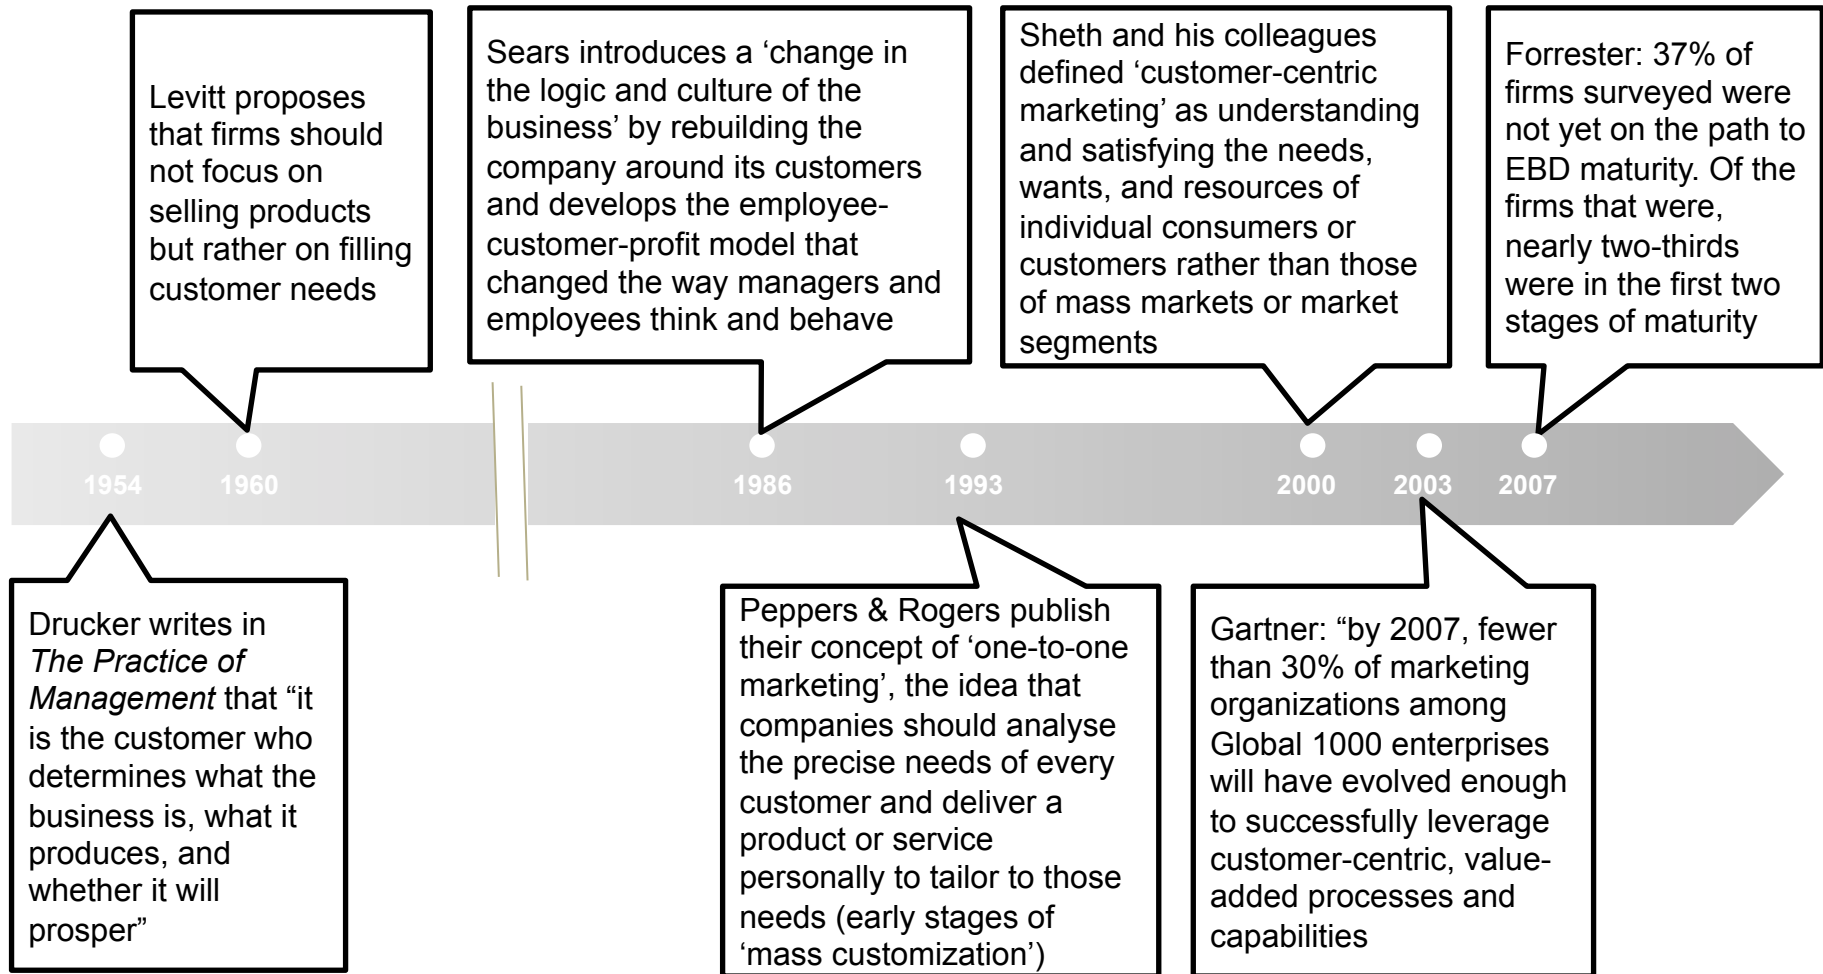 Levitt proposes
that firms should
not focus on
selling products
but rather on filling
customer needs
Sears introduces a ‘change in
the logic and culture of the
business’ by rebuilding the
company around its customers
and develops the employee-
customer-profit model that
changed the way managers and
employees think and behave
Sheth and his colleagues
defined ‘customer-centric
marketing’ as understanding
and satisfying the needs,
wants, and resources of
individual consumers or
customers rather than those
of mass markets or market
segments
Forrester: 37% of
firms surveyed were
not yet on the path to
EBD maturity. Of the
firms that were,
nearly two-thirds
were in the first two
stages of maturity
1954
1960
1986
1993
2000
2003
2007
Drucker writes in
The Practice of
Management that “it
is the customer who
determines what the
business is, what it
produces, and
whether it will
prosper”
Peppers & Rogers publish
their concept of ‘one-to-one
marketing’, the idea that
companies should analyse
the precise needs of every
customer and deliver a
product or service
personally to tailor to those
needs (early stages of
‘mass customization’)
Gartner: “by 2007, fewer
than 30% of marketing
organizations among
Global 1000 enterprises
will have evolved enough
to successfully leverage
customer-centric, value-
added processes and
capabilities